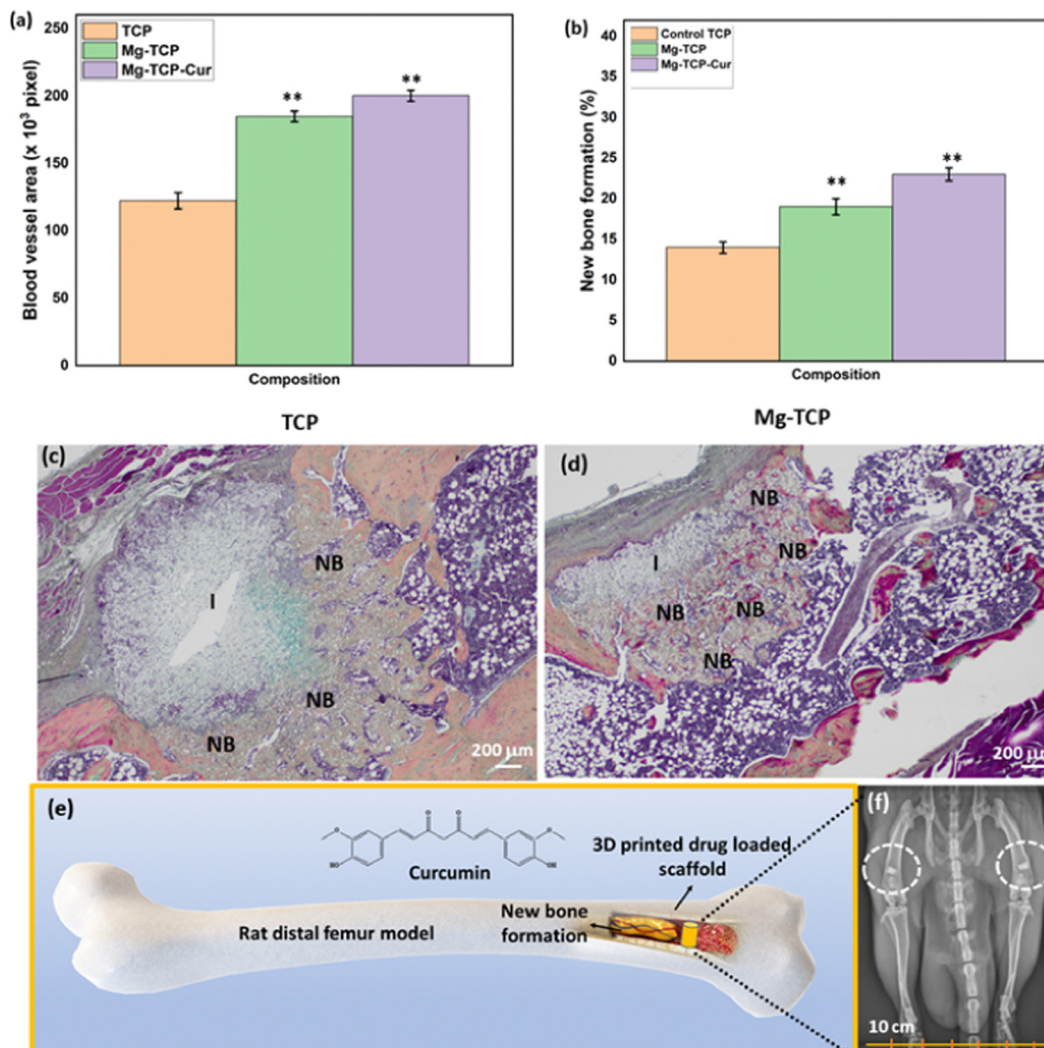 (a)
250
200
150
100
50
0
Blood vessel area (x 10³ pixel)
TCP
Mg-TCP
Mg-TCP-Cur
**
**
Composition
(b)
40
35
30
25
20
15
10
5
0
New bone formation (%)
Control TCP
Mg-TCP
Mg-TCP-Cur
**
**
Composition
TCP
Mg-TCP
(c)
I
NB
NB
NB
200 µm
(d)
NB
NB
I
NB
NB
NB
200 µm
(e)
O
O
O
O
HO
OH
Curcumin
3D printed drug loaded
scaffold
New bone
formation
Rat distal femur model
(f)
10 cm